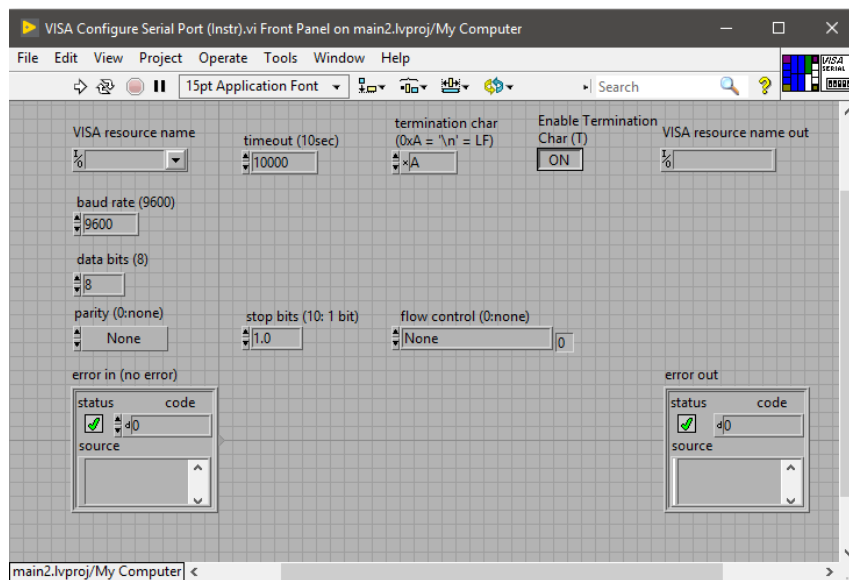 VISA Configure Serial Port (Instr).vi Front Panel on main2.lvproj/My Computer
File Edit View Project Operate Tools Window Help
15pt Application Font
Search
VISA
SERIAL
VISA resource name
timeout (10sec)
10000
termination char
(0xA = '\n' = LF)
×A
Enable Termination
Char (T)
ON
VISA resource name out
I/O
I/O
baud rate (9600)
9600
data bits (8)
8
parity (0:none)
None
stop bits (10: 1 bit)
1.0
flow control (0:none)
None
0
error in (no error)
status code
d0
source
error out
status code
d0
source
main2.lvproj/My Computer